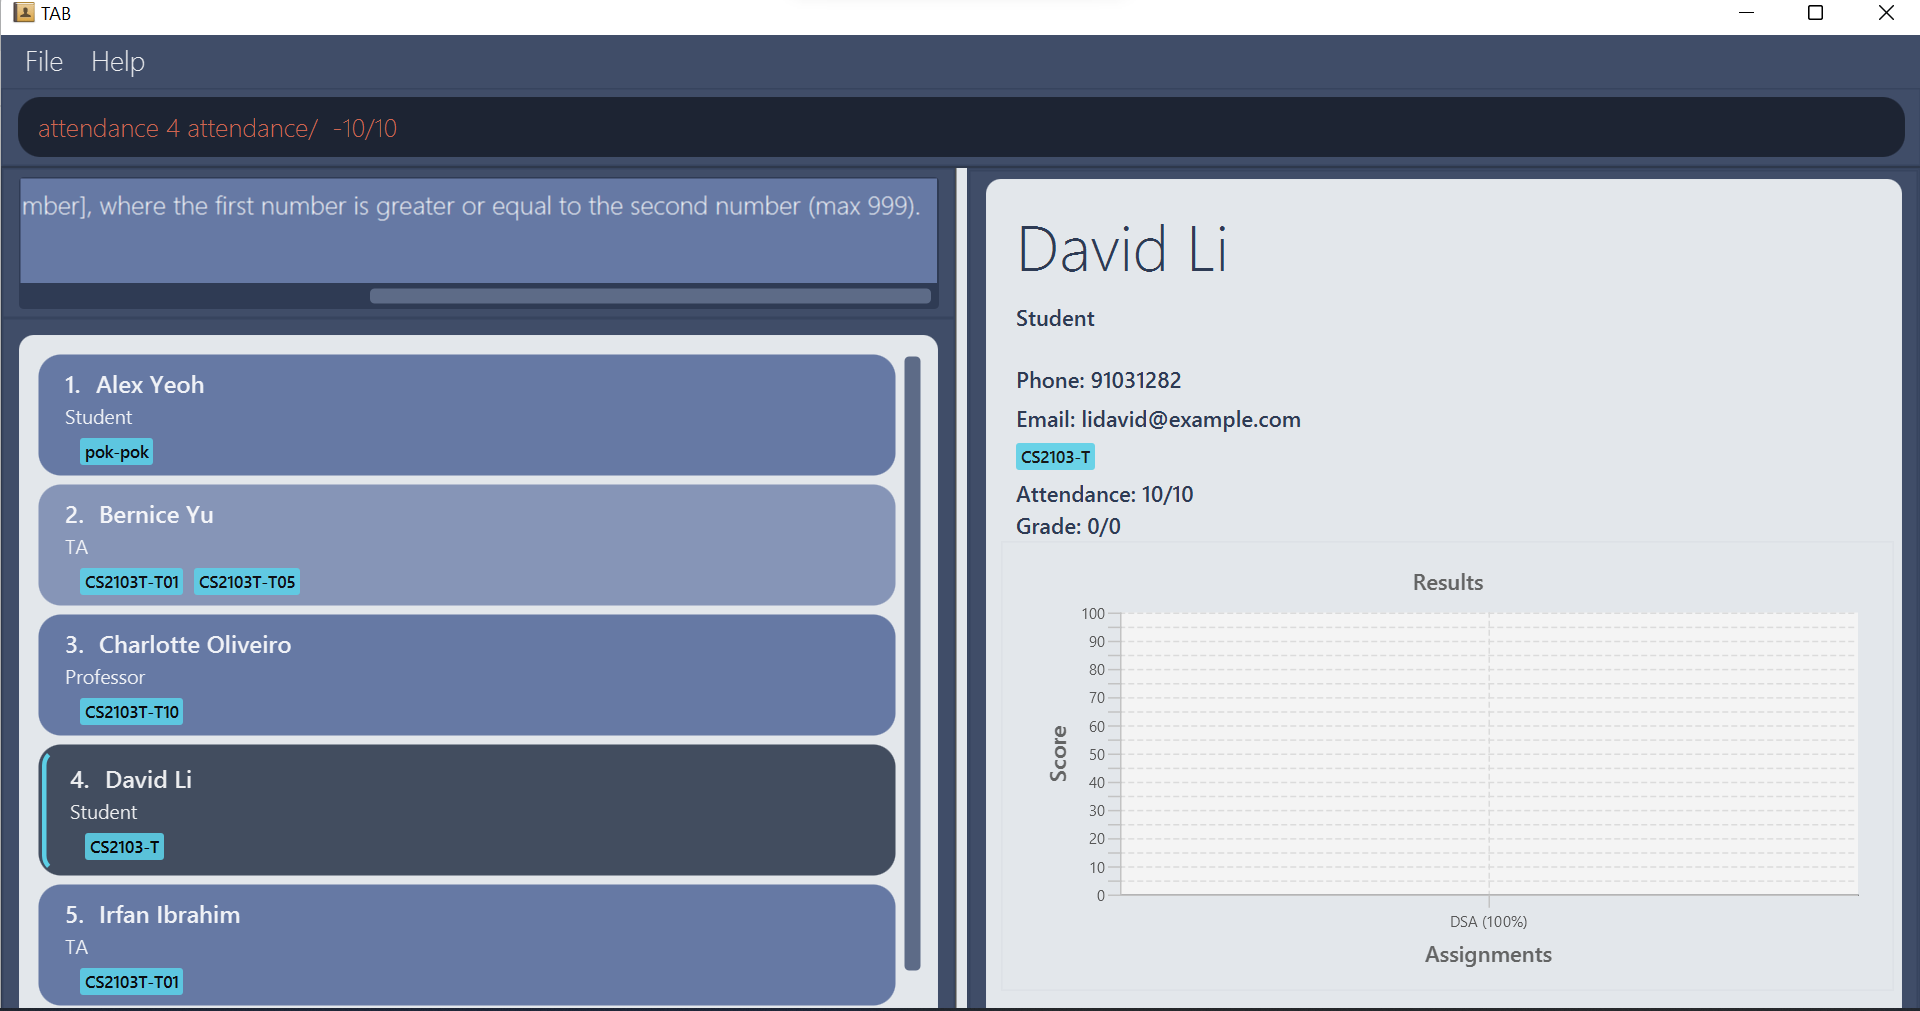 TAB
File Help
attendance 4 attendance/ -10/10
mber], where the first number is greater or equal to the second number (max 999).
1. Alex Yeoh
Student
pok-pok
2. Bernice Yu
TA
CS2103T-T01 CS2103T-T05
3. Charlotte Oliveiro
Professor
CS2103T-T10
4. David Li
Student
CS2103-T
5. Irfan Ibrahim
TA
CS2103T-T01
David Li
Student
Phone: 91031282
Email: lidavid@example.com
CS2103-T
Attendance: 10/10
Grade: 0/0
Results
100
90
80
70
60
50
40
30
20
10
0
Score
DSA (100%)
Assignments